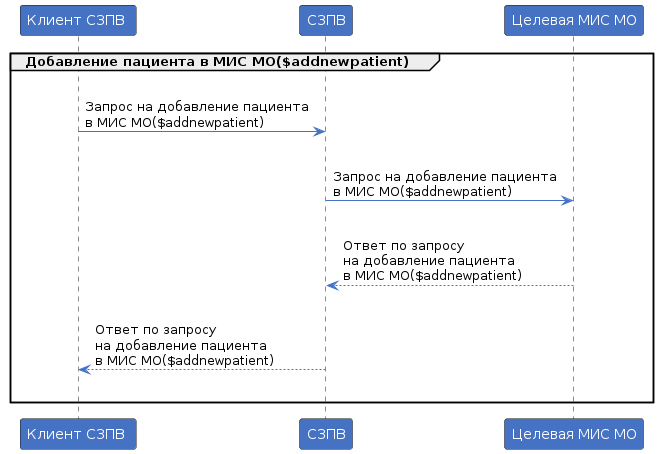 Клиент СЗПВ
СЗПВ
Целевая МИС МО
Добавление пациента в МИС МО($addnewpatient)
Запрос на добавление пациента
в МИС МО($addnewpatient)
Запрос на добавление пациента
в МИС МО($addnewpatient)
Ответ по запросу
на добавление пациента
в МИС МО($addnewpatient)
Ответ по запросу
на добавление пациента
в МИС МО($addnewpatient)
Клиент СЗПВ
СЗПВ
Целевая МИС МО